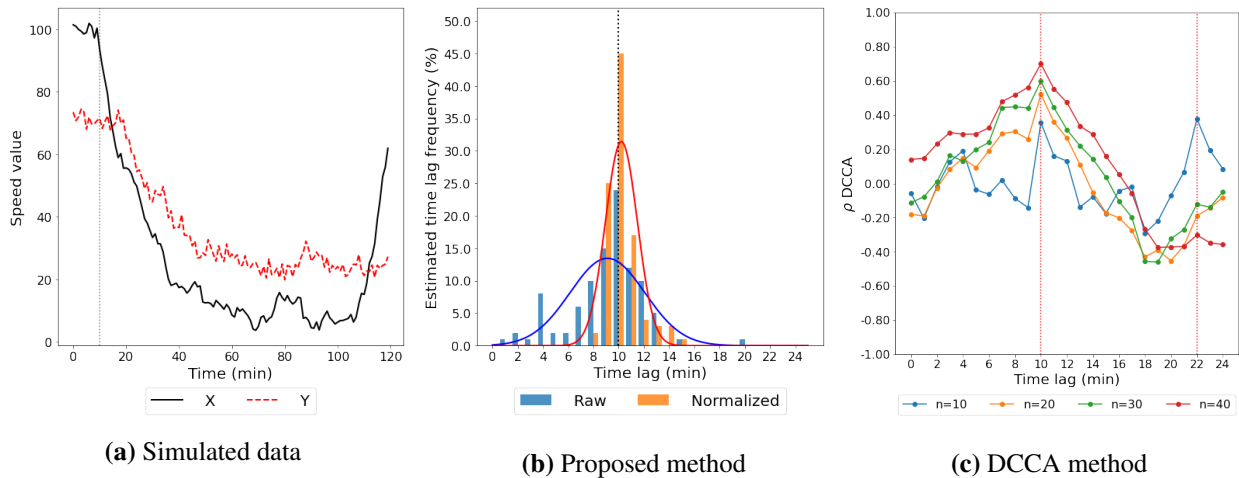 100
80
60
40
20
0
Speed value
0 20 40 60 80 100 120
Time (min)
X Y
(a) Simulated data
50.0
45.0
40.0
35.0
30.0
25.0
20.0
15.0
10.0
5.0
0.0
Estimated time lag frequency (%)
0 2 4 6 8 10 12 14 16 18 20 22 24
Time lag (min)
Raw Normalized
(b) Proposed method
1.00
0.80
0.60
0.40
0.20
0.00
-0.20
-0.40
-0.60
-0.80
-1.00
ρ DCCA
0 2 4 6 8 10 12 14 16 18 20 22 24
Time lag (min)
n=10 n=20 n=30 n=40
(c) DCCA method